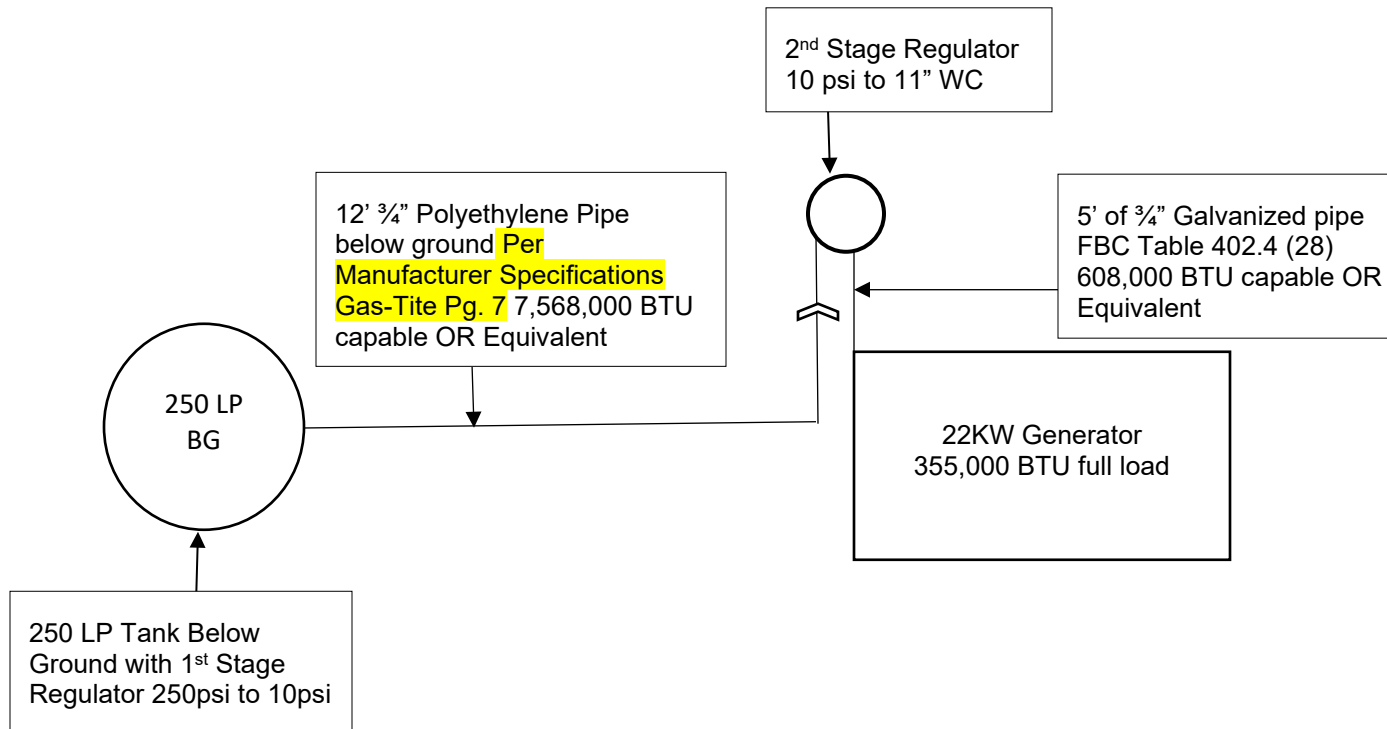 2nd Stage Regulator
10 psi to 11” WC
12’ ¾” Polyethylene Pipe
below ground Per
Manufacturer Specifications
Gas-Tite Pg. 7 7,568,000 BTU
capable OR Equivalent
5’ of ¾” Galvanized pipe
FBC Table 402.4 (28)
608,000 BTU capable OR
Equivalent
250 LP
BG
22KW Generator
355,000 BTU full load
250 LP Tank Below
Ground with 1st Stage
Regulator 250psi to 10psi